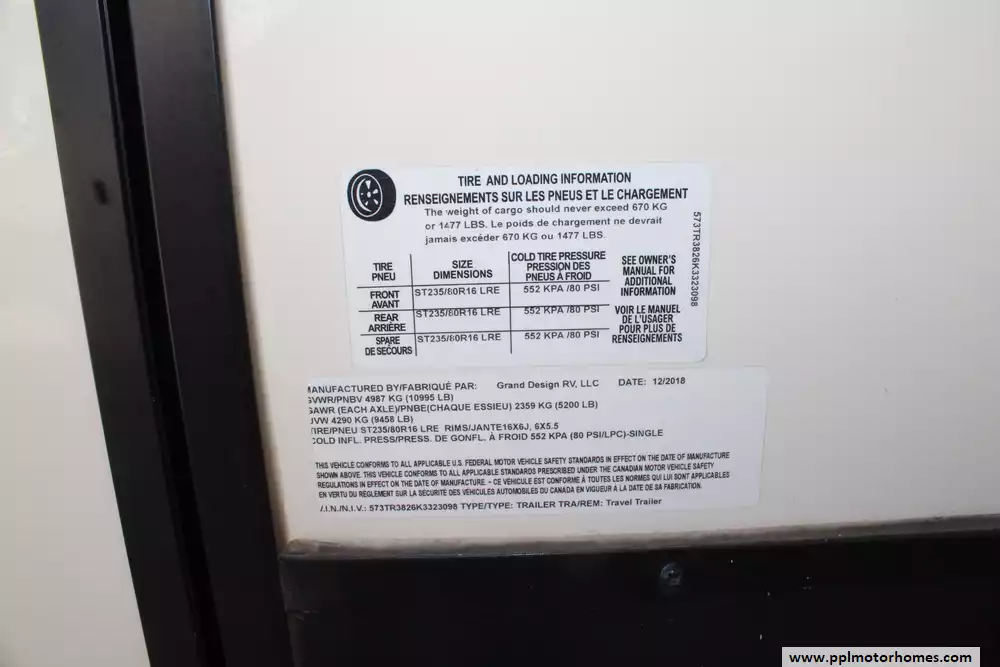 TIRE AND LOADING INFORMATION
RENSEIGNEMENTS SUR LES PNEUS ET LE CHARGEMENT
The weight of cargo should never exceed 670 KG
or 1477 LBS. Le poids de chargement ne devrait
jamais excéder 670 KG ou 1477 LBS.
TIRE PNEU SIZE DIMENSIONS COLD TIRE PRESSURE PRESSION DES PNEUS À FROID
FRONT AVANT ST235/80R16 LRE 552 KPA /80 PSI
REAR ARRIÈRE ST235/80R16 LRE 552 KPA /80 PSI
SPARE DE SECOURS ST235/80R16 LRE 552 KPA /80 PSI
SEE OWNER'S
MANUAL FOR
ADDITIONAL
INFORMATION
VOIR LE MANUEL
DE L'USAGER
POUR PLUS DE
RENSEIGNEMENTS
573TR3826K3323098
MANUFACTURED BY/FABRIQUÉ PAR: Grand Design RV, LLC DATE: 12/2018
GVWR/PNBV 4987 KG (10995 LB)
GAWR (EACH AXLE)/PNBE(CHAQUE ESSIEU) 2359 KG (5200 LB)
UVW 4290 KG (9458 LB)
TIRE/PNEU ST235/80R16 LRE RIMS/JANTE16X6J, 6X5.5
COLD INFL. PRESS/PRESS. DE GONFL. À FROID 552 KPA (80 PSI/LPC)-SINGLE
THIS VEHICLE CONFORMS TO ALL APPLICABLE U.S. FEDERAL MOTOR VEHICLE SAFETY STANDARDS IN EFFECT ON THE DATE OF MANUFACTURE
SHOWN ABOVE. THIS VEHICLE CONFORMS TO ALL APPLICABLE STANDARDS PRESCRIBED UNDER THE CANADIAN MOTOR VEHICLE SAFETY
REGULATIONS IN EFFECT ON THE DATE OF MANUFACTURE. - CE VÉHICULE EST CONFORME À TOUTES LES NORMES QUI LUI SONT APPLICABLES
EN VERTU DU RÈGLEMENT SUR LA SÉCURITÉ DES VÉHICULES AUTOMOBILES DU CANADA EN VIGUEUR A LA DATE DE SA FABRICATION.
V.I.N./N.I.V.: 573TR3826K3323098 TYPE/TYPE: TRAILER TRA/REM: Travel Trailer
www.pplmotorhomes.com